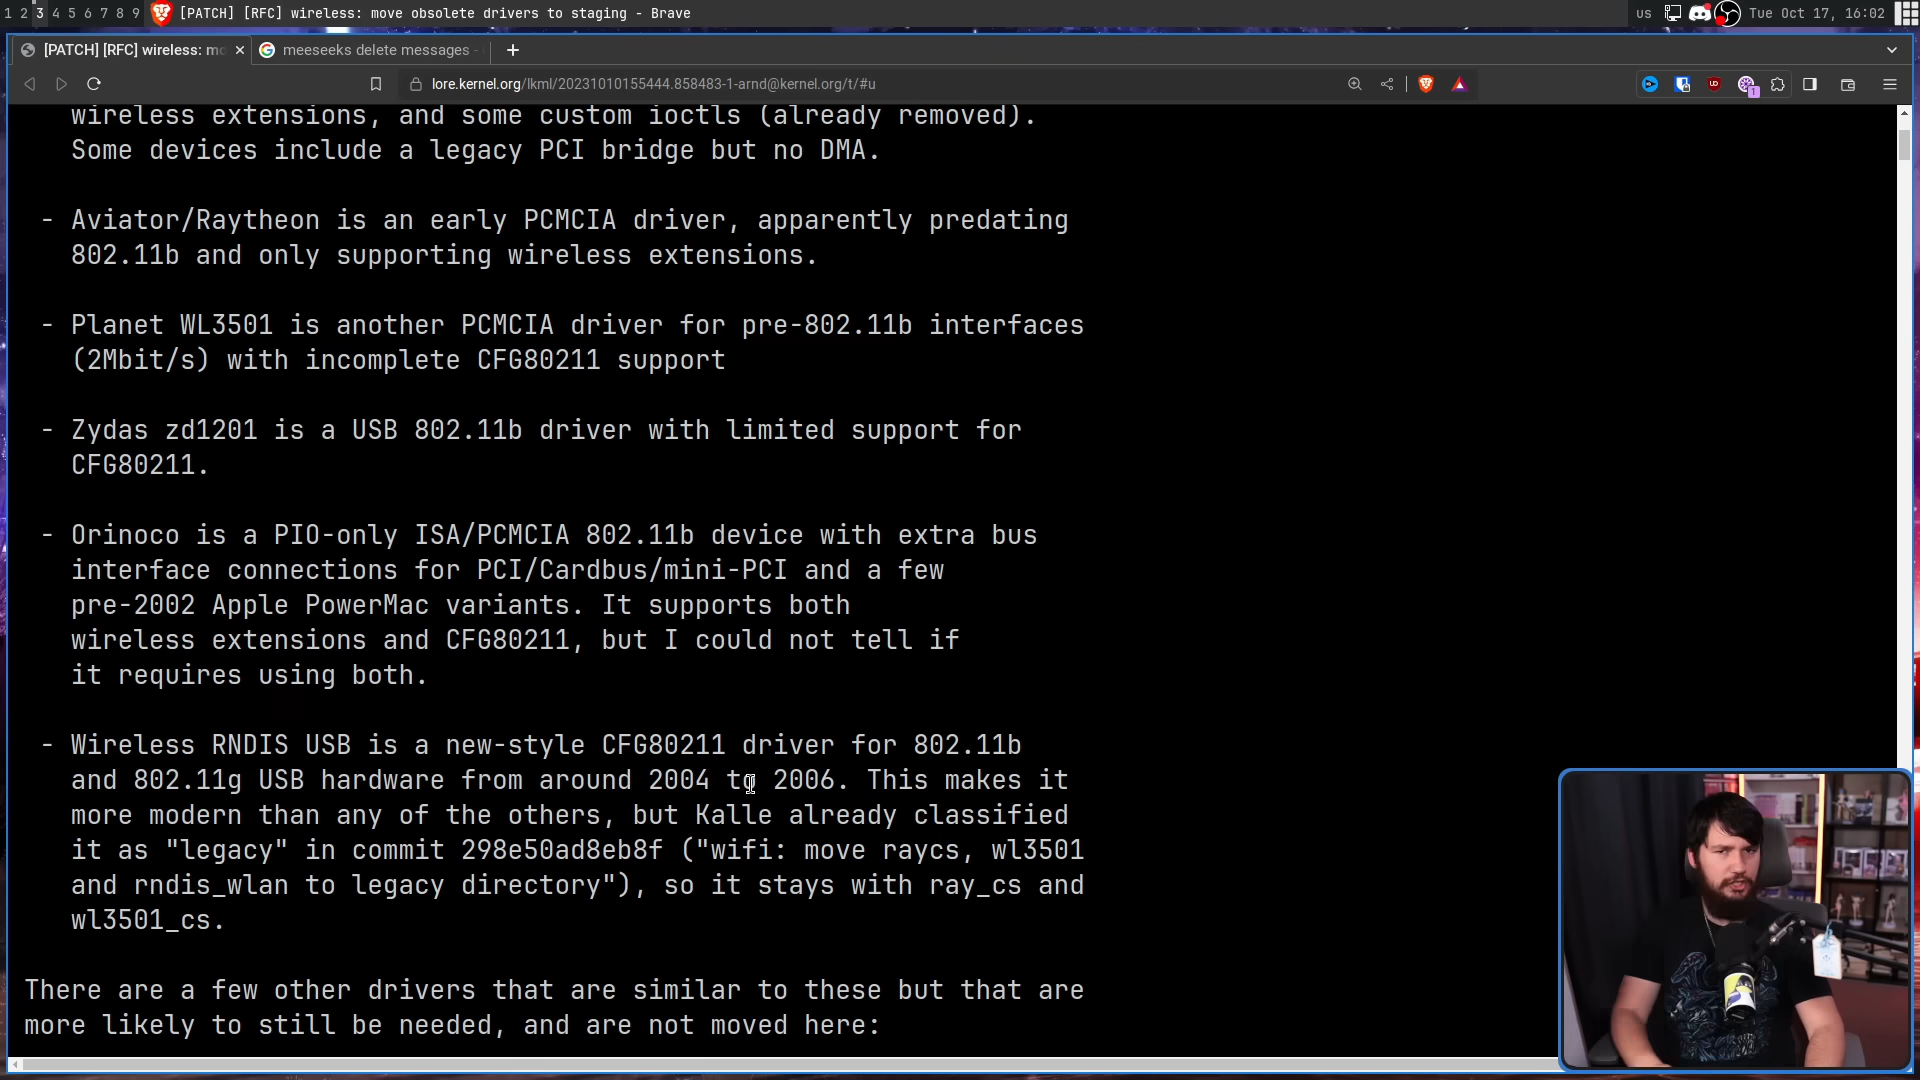 1 2 3 4 5 6 7 8 9 [PATCH] [RFC] wireless: move obsolete drivers to staging - Brave us Tue Oct 17, 16:02
[PATCH] [RFC] wireless: mo meeseeks delete messages -
lore.kernel.org/lkml/20231010155444.858483-1-arnd@kernel.org/t/#u 1
wireless extensions, and some custom ioctls (already removed).
Some devices include a legacy PCI bridge but no DMA.
- Aviator/Raytheon is an early PCMCIA driver, apparently predating
802.11b and only supporting wireless extensions.
- Planet WL3501 is another PCMCIA driver for pre-802.11b interfaces
(2Mbit/s) with incomplete CFG80211 support
- Zydas zd1201 is a USB 802.11b driver with limited support for
CFG80211.
- Orinoco is a PIO-only ISA/PCMCIA 802.11b device with extra bus
interface connections for PCI/Cardbus/mini-PCI and a few
pre-2002 Apple PowerMac variants. It supports both
wireless extensions and CFG80211, but I could not tell if
it requires using both.
- Wireless RNDIS USB is a new-style CFG80211 driver for 802.11b
and 802.11g USB hardware from around 2004 to 2006. This makes it
more modern than any of the others, but Kalle already classified
it as "legacy" in commit 298e50ad8eb8f ("wifi: move raycs, wl3501
and rndis_wlan to legacy directory"), so it stays with ray_cs and
wl3501_cs.
There are a few other drivers that are similar to these but that are
more likely to still be needed, and are not moved here: